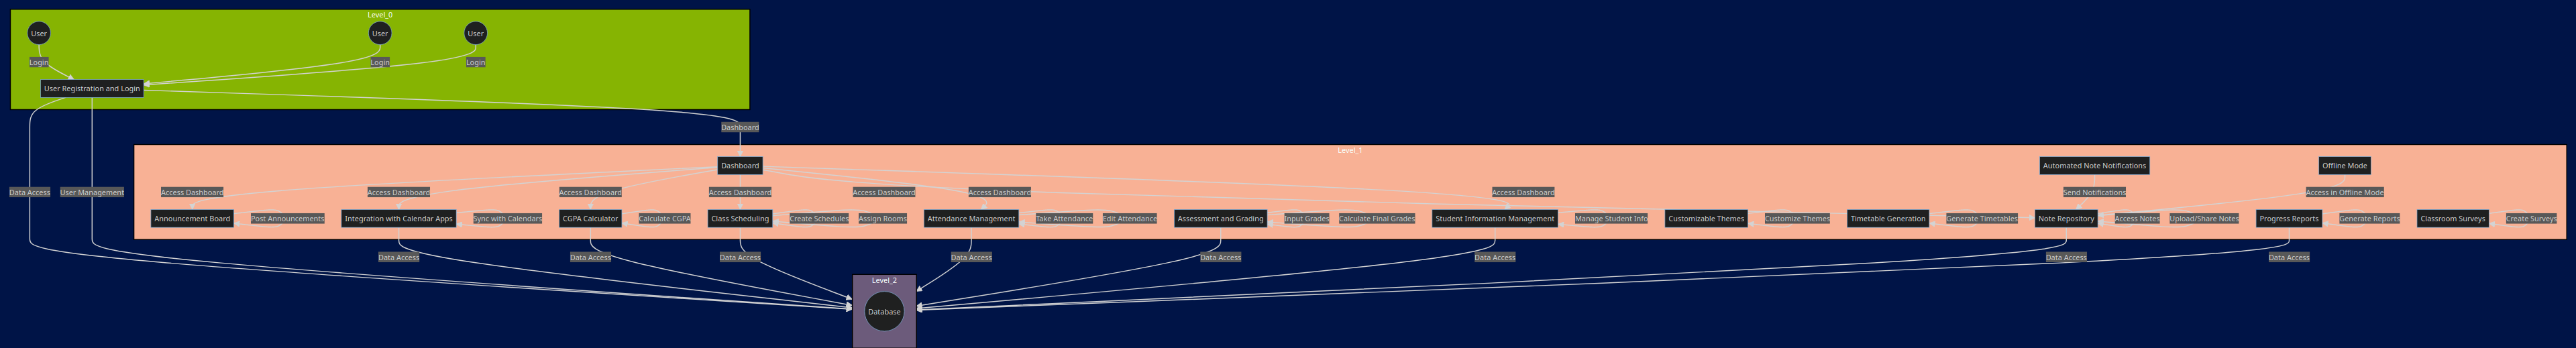 Level_0
User
User
User
Login
Login
Login
User Registration and Login
Dashboard
Level_1
Dashboard
Automated Note Notifications
Offline Mode
Data Access
User Management
Access Dashboard
Access Dashboard
Access Dashboard
Access Dashboard
Access Dashboard
Access Dashboard
Access Dashboard
Send Notifications
Access in Offline Mode
Announcement Board
Post Announcements
Integration with Calendar Apps
Sync with Calendars
CGPA Calculator
Calculate CGPA
Class Scheduling
Create Schedules
Assign Rooms
Attendance Management
Take Attendance
Edit Attendance
Assessment and Grading
Input Grades
Calculate Final Grades
Student Information Management
Manage Student Info
Customizable Themes
Customize Themes
Timetable Generation
Generate Timetables
Note Repository
Access Notes
Upload/Share Notes
Progress Reports
Generate Reports
Classroom Surveys
Create Surveys
Data Access
Data Access
Data Access
Data Access
Data Access
Data Access
Data Access
Data Access
Level_2
Database